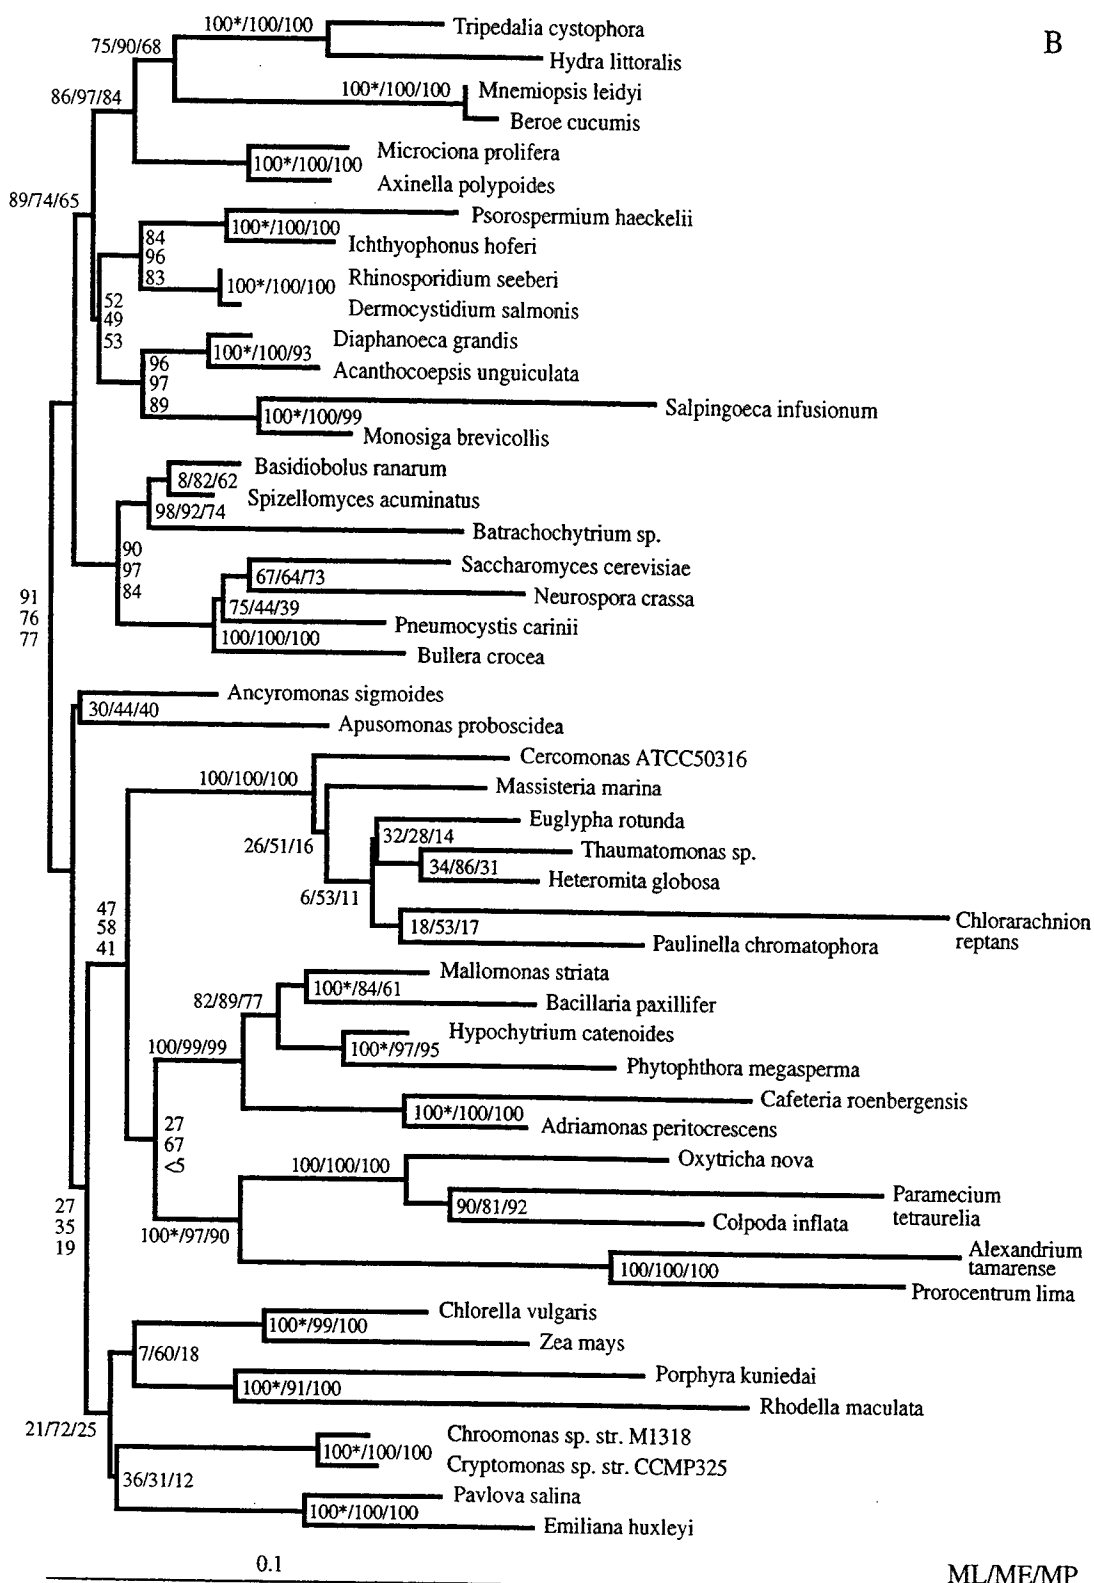 100*/100/100
Tripedalia cystophora
B
75/90/68
Hydra littoralis
86/97/84
100*/100/100
Mnemiopsis leidyi
Beroe cucumis
Microciona prolifera
100*/100/100
Axinella polypoides
89/74/65
Psorospermium haeckelii
100*/100/100
84
96
83
Ichthyophonus hoferi
Rhinosporidium seeberi
100*/100/100
Dermocystidium salmonis
52
49
53
Diaphanoeca grandis
100*/100/93
Acanthocoepsis unguiculata
96
97
89
Salpingoeca infusionum
100*/100/99
Monosiga brevicollis
Basidiobolus ranarum
8/82/62
Spizellomyces acuminatus
98/92/74
Batrachochytrium sp.
90
97
84
Saccharomyces cerevisiae
67/64/73
Neurospora crassa
75/44/39
Pneumocystis carinii
100/100/100
Bullera crocea
91
76
77
Ancyromonas sigmoides
30/44/40
Apusomonas proboscidea
Cercomonas ATCC50316
100/100/100
Massisteria marina
Euglypha rotunda
32/28/14
26/51/16
Thaumatomonas sp.
34/86/31
Heteromita globosa
6/53/11
Chlorarachnion
reptans
18/53/17
Paulinella chromatophora
47
58
41
Mallomonas striata
100*/84/61
82/89/77
Bacillaria paxillifer
Hypochytrium catenoides
100*/97/95
100/99/99
Phytophthora megasperma
Cafeteria roenbergensis
100*/100/100
Adriamonas peritocrescens
27
67
<5
Oxytricha nova
100/100/100
Paramecium
tetraurelia
90/81/92
Colpoda inflata
27
35
19
100*/97/90
Alexandrium
tamarense
100/100/100
Prorocentrum lima
Chlorella vulgaris
100*/99/100
Zea mays
7/60/18
Porphyra kuniedai
100*/91/100
Rhodella maculata
21/72/25
Chroomonas sp. str. M1318
100*/100/100
Cryptomonas sp. str. CCMP325
36/31/12
Pavlova salina
100*/100/100
Emiliana huxleyi
0.1
ML/ME/MP